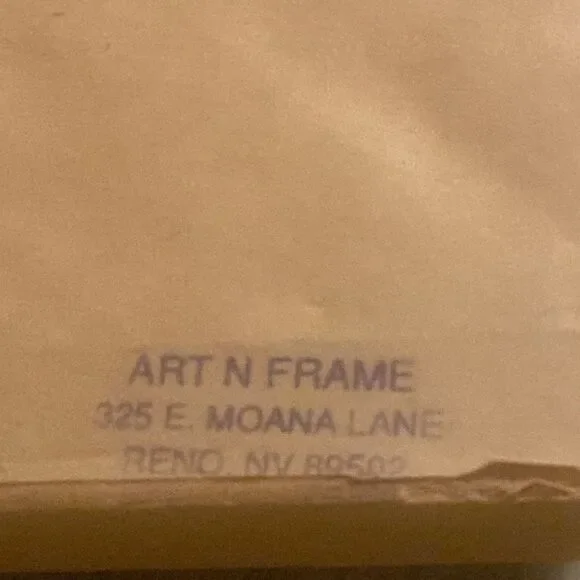 ART N FRAME
325 E. MOANA LANE
RENO, NV 89502